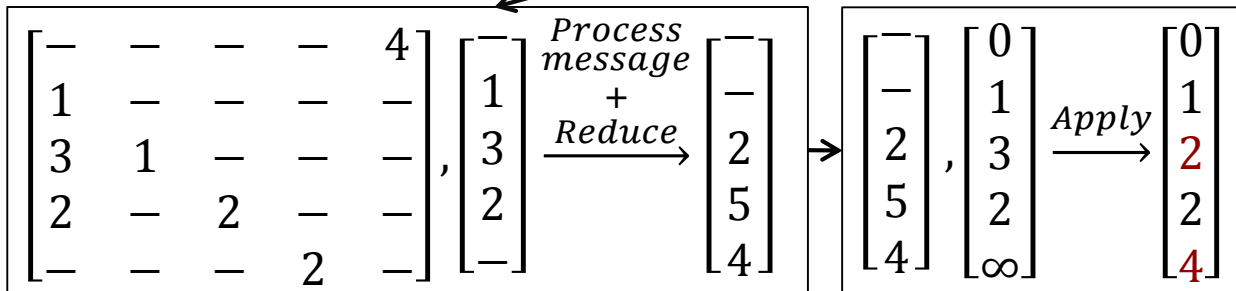 [− − − − 4] , [−] Process message + Reduce → [−] → [−] , [0] Apply → [0]
[1 − − − −] [1] [−] [−] [1] [1]
[3 1 − − −] [3] [2] [2] [3] [2]
[2 − 2 − −] [2] [5] [5] [2] [2]
[− − − 2 −] [−] [4] [4] [∞] [4]